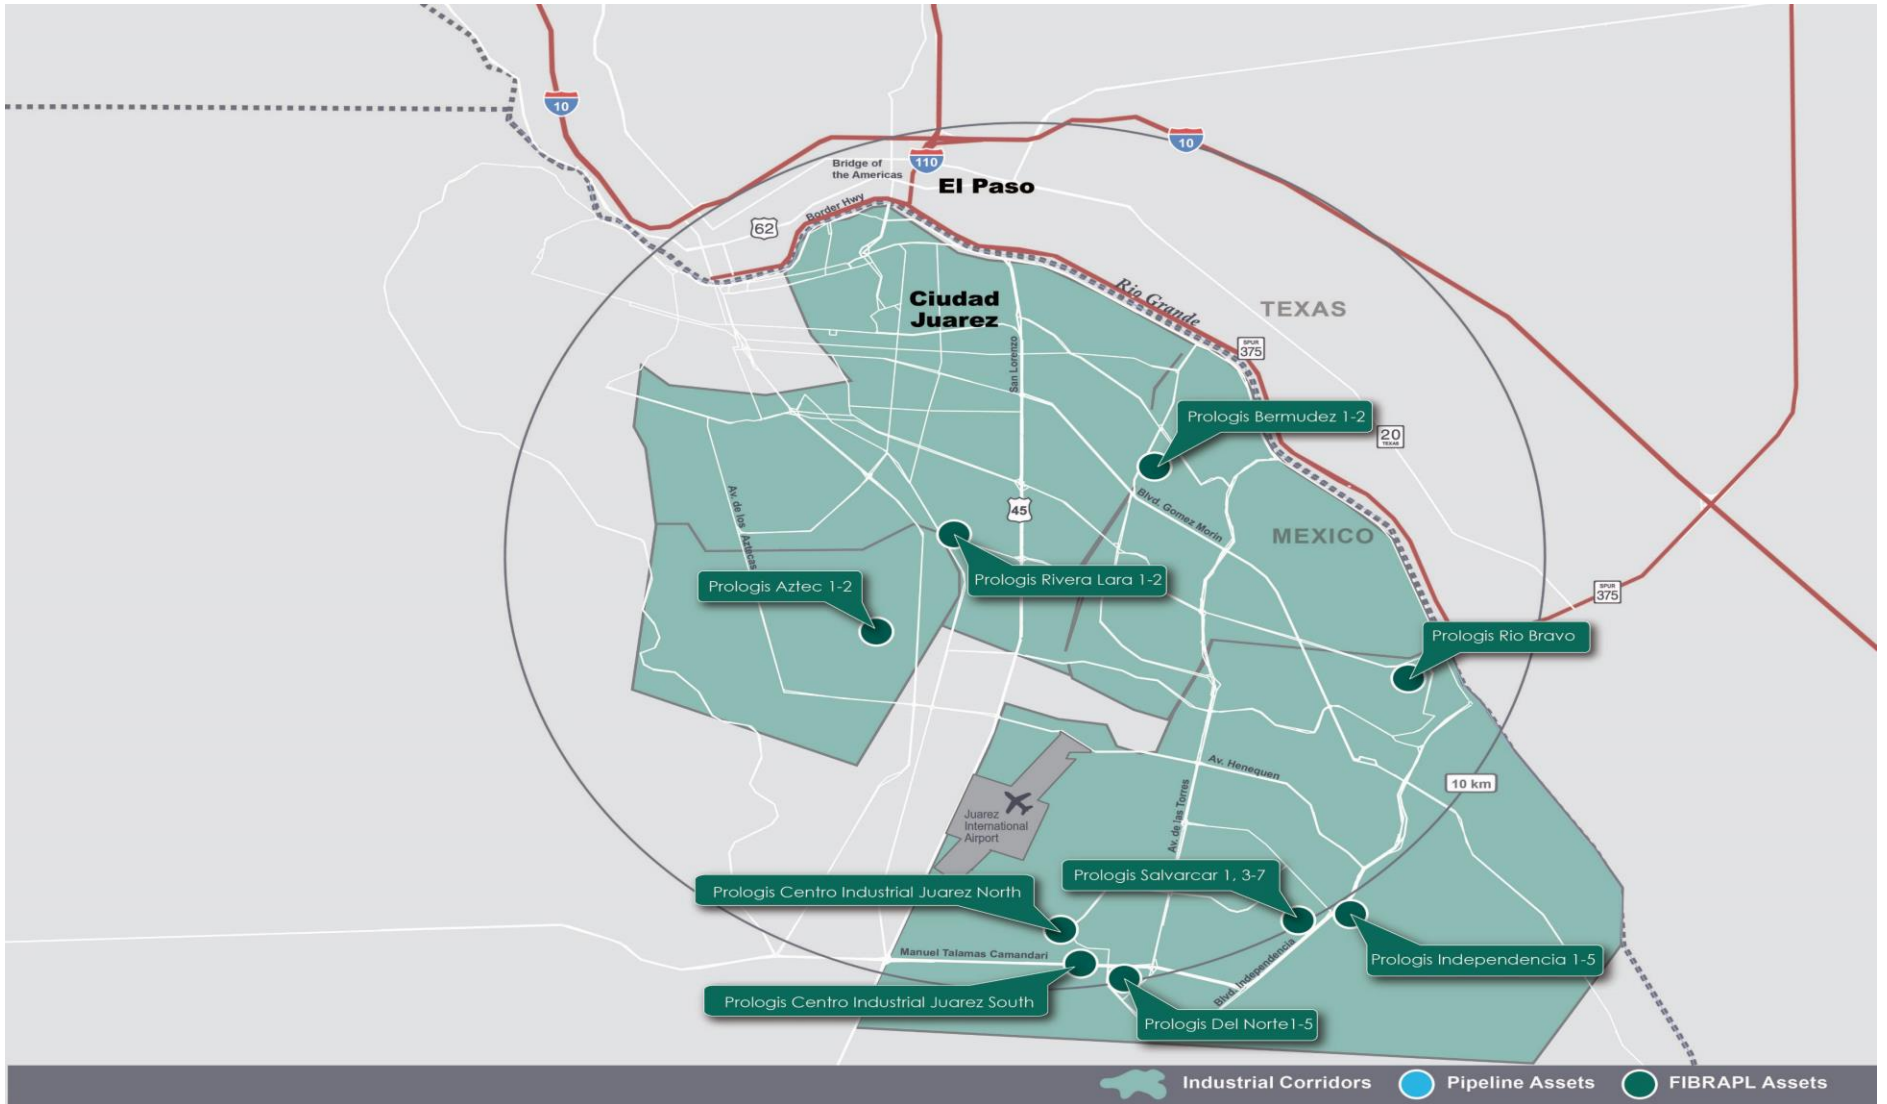 10
10
110
Bridge of
the Americas
El Paso
Border Hwy
62
Ciudad
Juarez
Rio Grande
TEXAS
SPUR
375
San Lorenzo
Prologis Bermudez 1-2
20
TEXAS
Av. de los Aztecas
45
Blvd. Gomez Morin
MEXICO
Prologis Aztec 1-2
Prologis Rivera Lara 1-2
SPUR
375
Prologis Rio Bravo
Av. Henequen
10 km
Juarez
International
Airport
Av. de las Torres
Prologis Salvarcar 1, 3-7
Prologis Centro Industrial Juarez North
Manuel Talamas Camandari
Blvd. Independencia
Prologis Independencia 1-5
Prologis Centro Industrial Juarez South
Prologis Del Norte1-5
Industrial Corridors
Pipeline Assets
FIBRAPL Assets